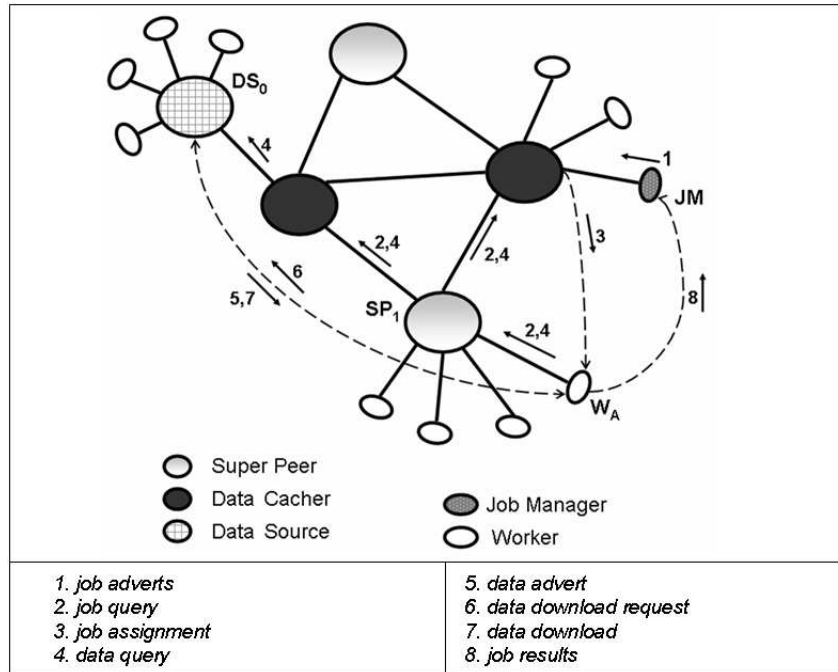 DS0
4
1
JM
2,4
2,4
3
6
5,7
SP1
8
2,4
WA
Super Peer
Data Cacher
Data Source
Job Manager
Worker
1. job adverts
2. job query
3. job assignment
4. data query
5. data advert
6. data download request
7. data download
8. job results